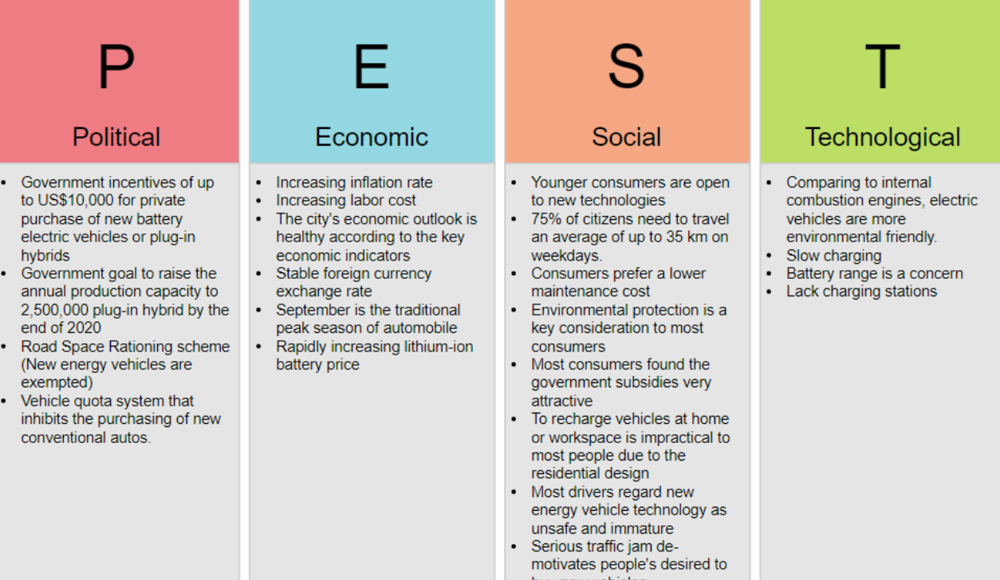 P
Political
• Government incentives of up
to US$10,000 for private
purchase of new battery
electric vehicles or plug-in
hybrids
• Government goal to raise the
annual production capacity to
2,500,000 plug-in hybrid by the
end of 2020
• Road Space Rationing scheme
(New energy vehicles are
exempted)
• Vehicle quota system that
inhibits the purchasing of new
conventional autos.
E
Economic
• Increasing inflation rate
• Increasing labor cost
• The city's economic outlook is
healthy according to the key
economic indicators
• Stable foreign currency
exchange rate
• September is the traditional
peak season of automobile
• Rapidly increasing lithium-ion
battery price
S
Social
• Younger consumers are open
to new technologies
• 75% of citizens need to travel
an average of up to 35 km on
weekdays.
• Consumers prefer a lower
maintenance cost
• Environmental protection is a
key consideration to most
consumers
• Most consumers found the
government subsidies very
attractive
• To recharge vehicles at home
or workspace is impractical to
most people due to the
residential design
• Most drivers regard new
energy vehicle technology as
unsafe and immature
• Serious traffic jam de-
motivates people's desired to
T
Technological
• Comparing to internal
combustion engines, electric
vehicles are more
environmental friendly.
• Slow charging
• Battery range is a concern
• Lack charging stations